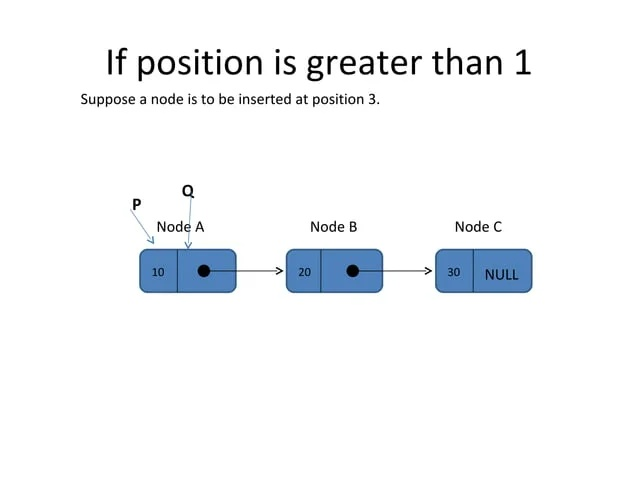 If position is greater than 1
Suppose a node is to be inserted at position 3.
Q
P
Node A
Node B
Node C
10
20
30
NULL